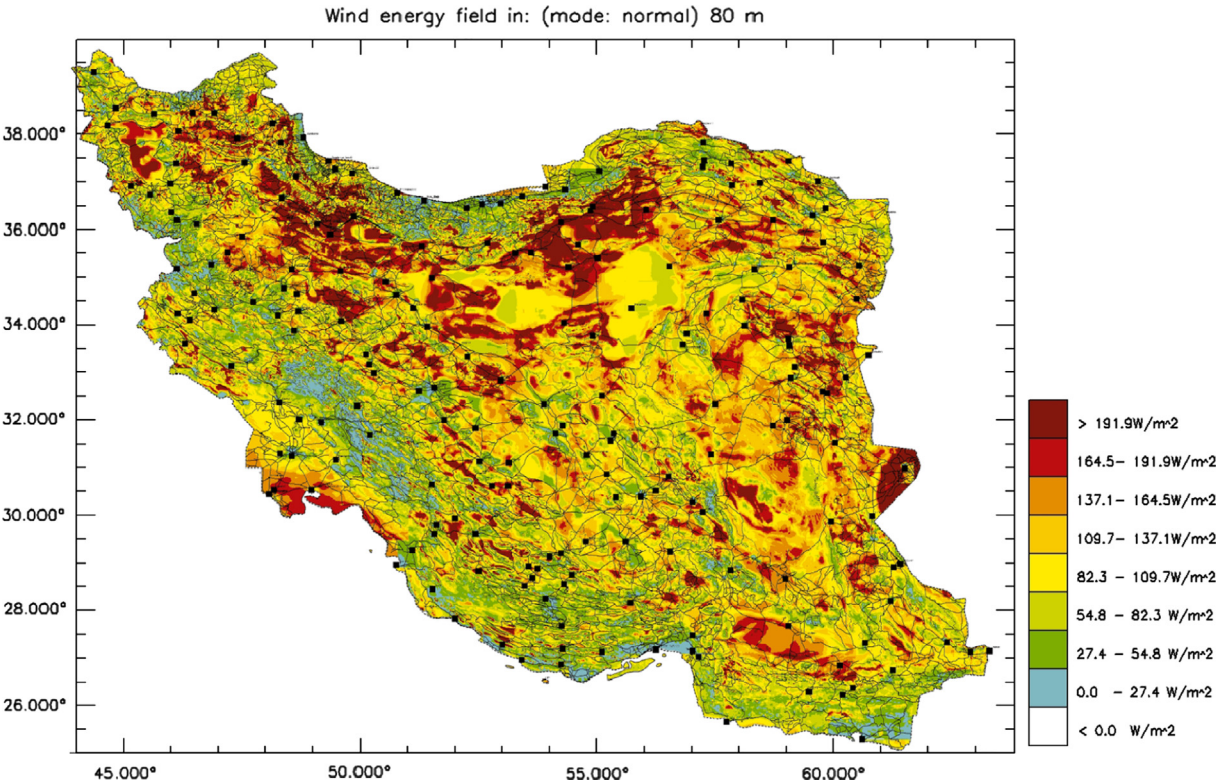 Wind energy field in: (mode: normal) 80 m
38.000°
36.000°
34.000°
32.000°
30.000°
28.000°
26.000°
45.000°
50.000°
55.000°
60.000°
> 191.9W/m^2
164.5- 191.9W/m^2
137.1- 164.5W/m^2
109.7- 137.1W/m^2
82.3 - 109.7W/m^2
54.8 - 82.3 W/m^2
27.4 - 54.8 W/m^2
0.0 - 27.4 W/m^2
< 0.0 W/m^2